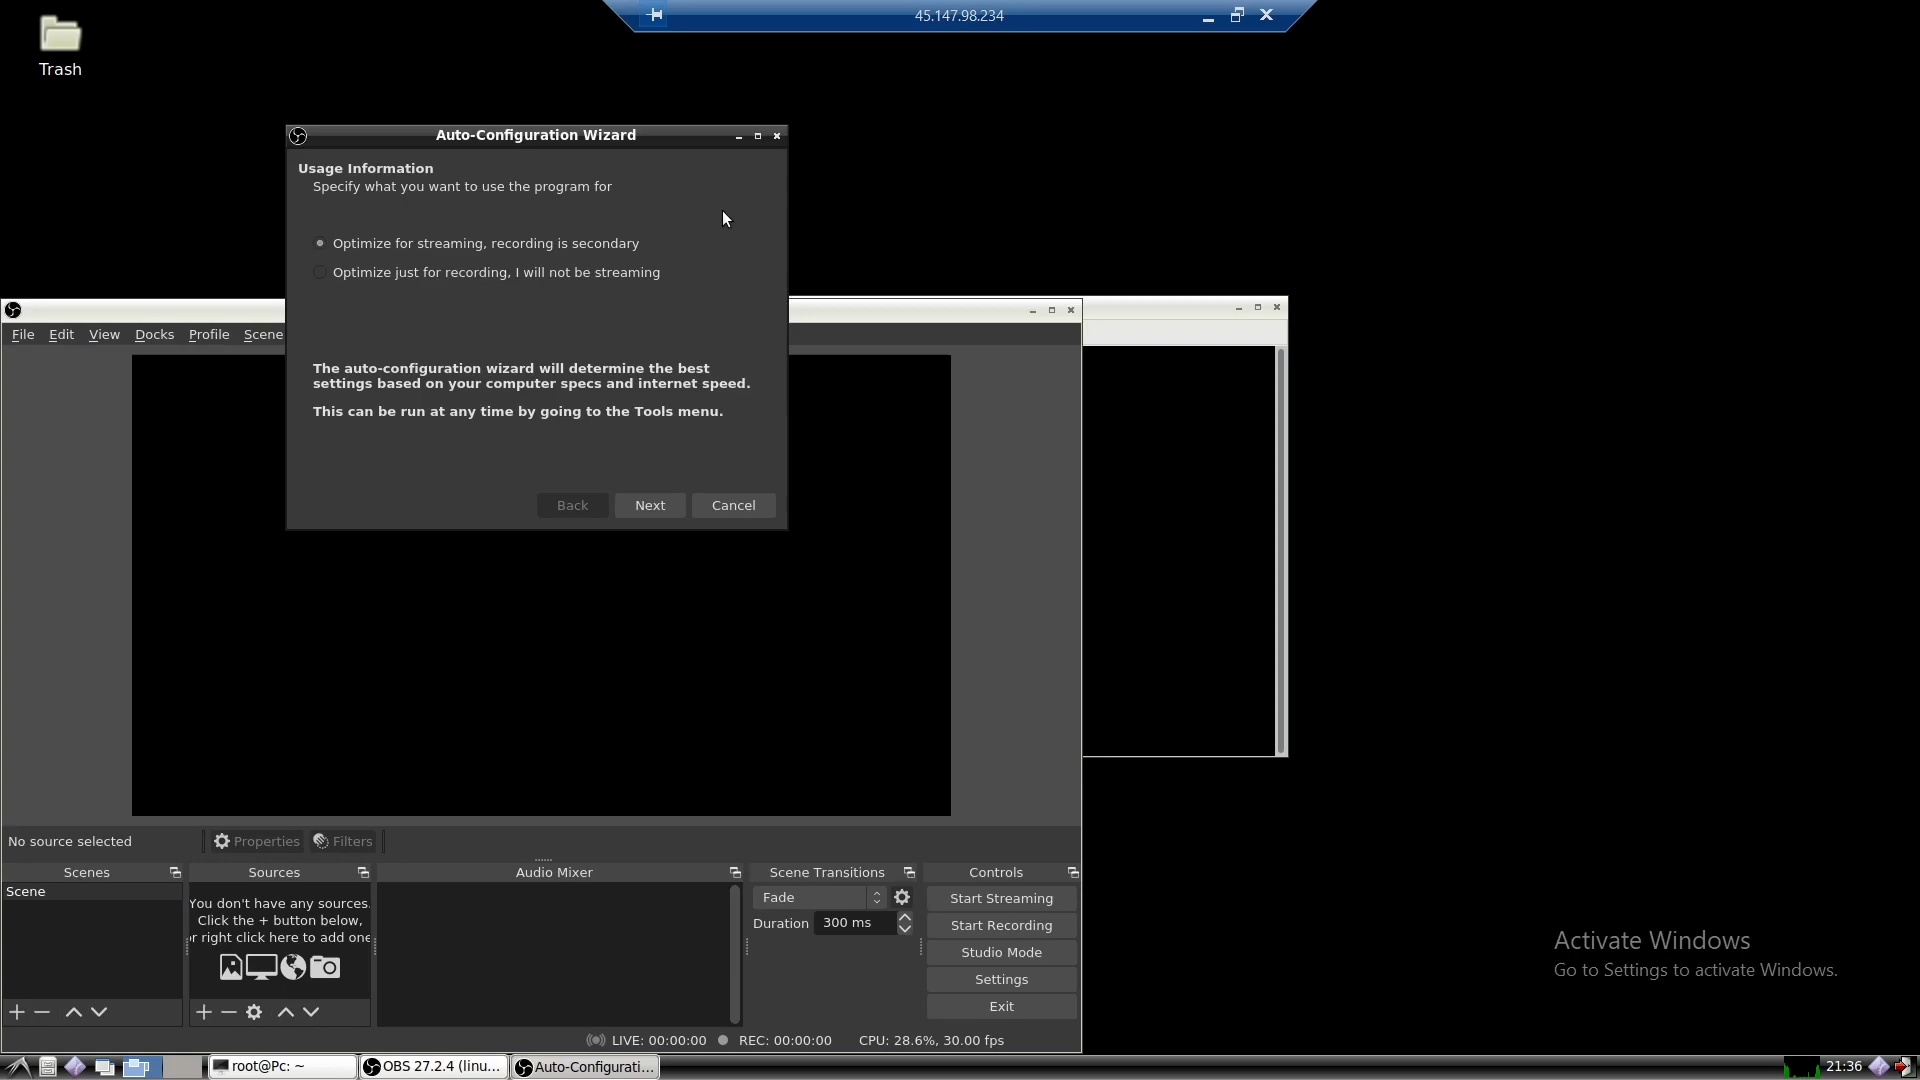 45.147.98.234
Trash
Auto-Configuration Wizard
Usage Information
Specify what you want to use the program for
Optimize for streaming, recording is secondary
Optimize just for recording, I will not be streaming
File Edit View Docks Profile Scene
The auto-configuration wizard will determine the best
settings based on your computer specs and internet speed.
This can be run at any time by going to the Tools menu.
Back Next Cancel
No source selected Properties Filters
Scenes Sources Audio Mixer Scene Transitions Controls
Scene
You don't have any sources.
Click the + button below,
r right click here to add one
Fade
Duration 300 ms
Start Streaming
Start Recording
Studio Mode
Settings
Exit
Activate Windows
Go to Settings to activate Windows.
LIVE: 00:00:00 REC: 00:00:00 CPU: 28.6%, 30.00 fps
root@Pc: ~ OBS 27.2.4 (linu... Auto-Configurati... 21:36